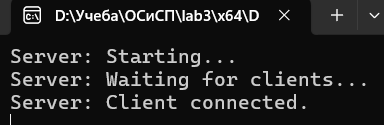 D:\Учеба\ОСиСП\lab3\x64\D
Server: Starting...
Server: Waiting for clients...
Server: Client connected.